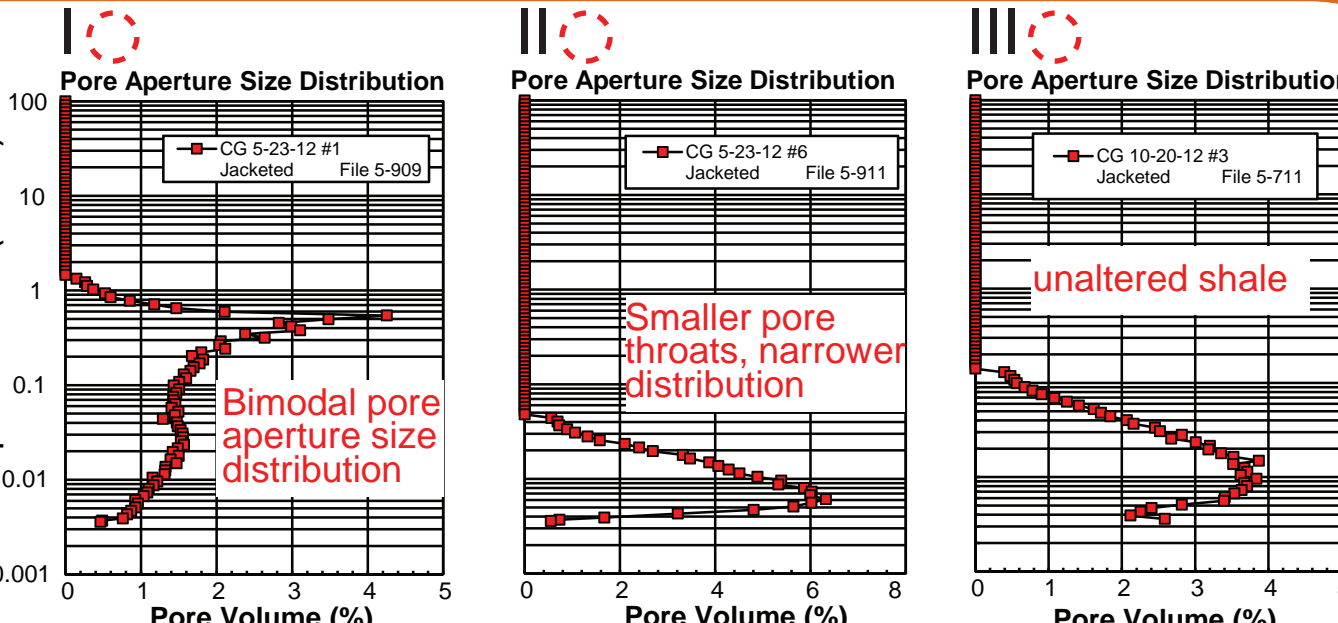 I
Pore Aperture Size Distribution
CG 5-23-12 #1
Jacketed File 5-909
100
10
1
0.1
0.01
0.001
Bimodal pore
aperture size
distribution
0 1 2 3 4 5
Pore Volume (%)
II
Pore Aperture Size Distribution
CG 5-23-12 #6
Jacketed File 5-911
Smaller pore
throats, narrower
distribution
0 2 4 6 8
Pore Volume (%)
III
Pore Aperture Size Distribution
CG 10-20-12 #3
Jacketed File 5-711
unaltered shale
0 1 2 3 4
Pore Volume (%)